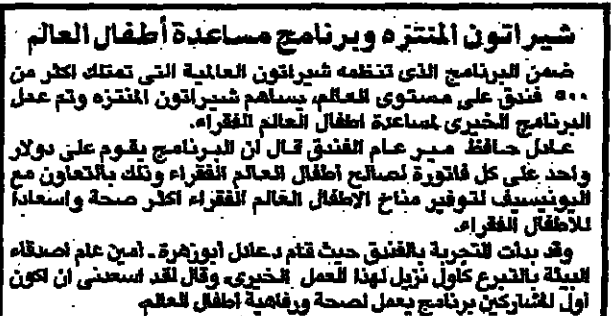 شيراتون المنتزه وبرنامج مساعدة أطفال العالم
ضمن البرنامج الذى تنظمه شيراتون العالمية التى تمتلك اكثر من
٥٠٠ فندق على مستوى العالم، يساهم شيراتون المنتزه وتم عمل
البرنامج الخيرى لمساعدة اطفال العالم الفقراء.
عادل حافظ مدير عام الفندق قال ان البرنامج يقوم على دولار
واحد على كل فاتورة لصالح اطفال العالم الفقراء وذلك بالتعاون مع
اليونيسيف لتوفير مناخ الاطفال العالم الفقراء اكثر صحة واسعادا
للاطفال الفقراء.
وقد بدات التجربة بالفندق حيث قام د.عادل أبوزهرة ـ أمين عام اصدقاء
البيئة بالتبرع كأول نزيل لهذا العمل الخيرى، وقال لقد اسعدنى ان اكون
أول المشاركين برنامج يعمل لصحة ورفاهية اطفال العالم.